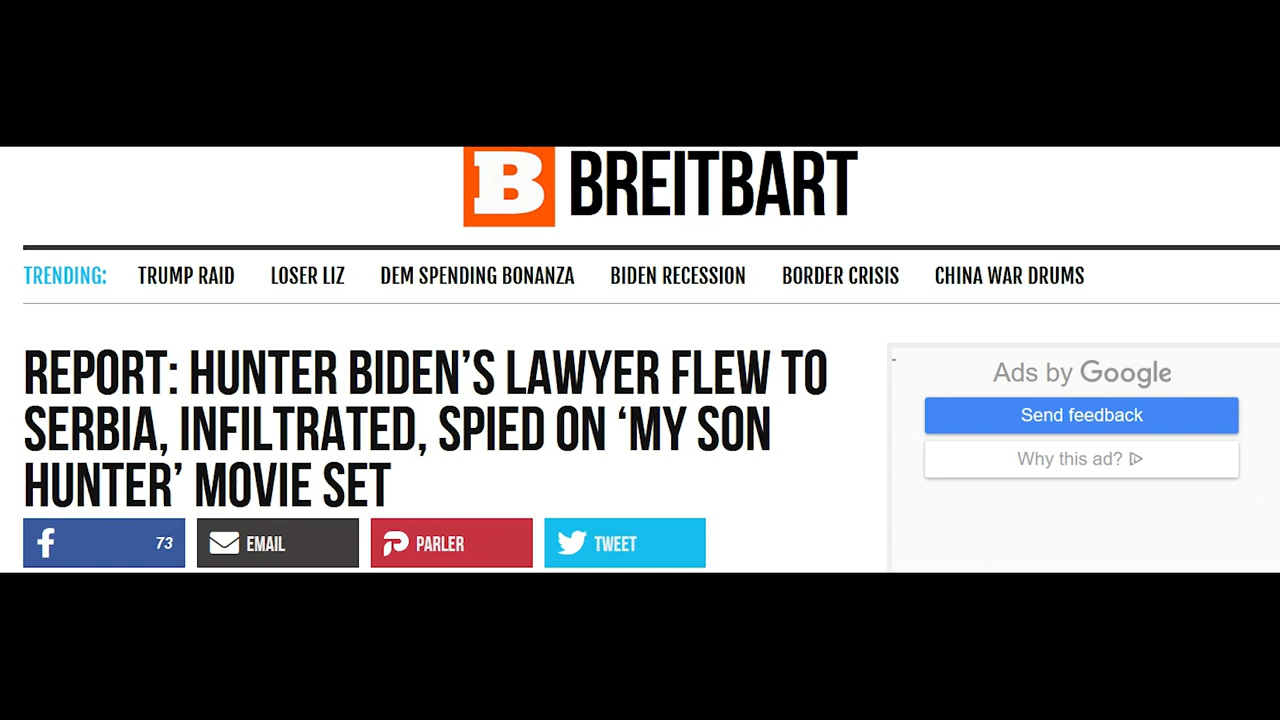 B BREITBART
TRENDING: TRUMP RAID LOSER LIZ DEM SPENDING BONANZA BIDEN RECESSION BORDER CRISIS CHINA WAR DRUMS
REPORT: HUNTER BIDEN'S LAWYER FLEW TO
SERBIA, INFILTRATED, SPIED ON ‘MY SON
HUNTER’ MOVIE SET
f 73 EMAIL PARLER TWEET
Ads by Google
Send feedback
Why this ad?